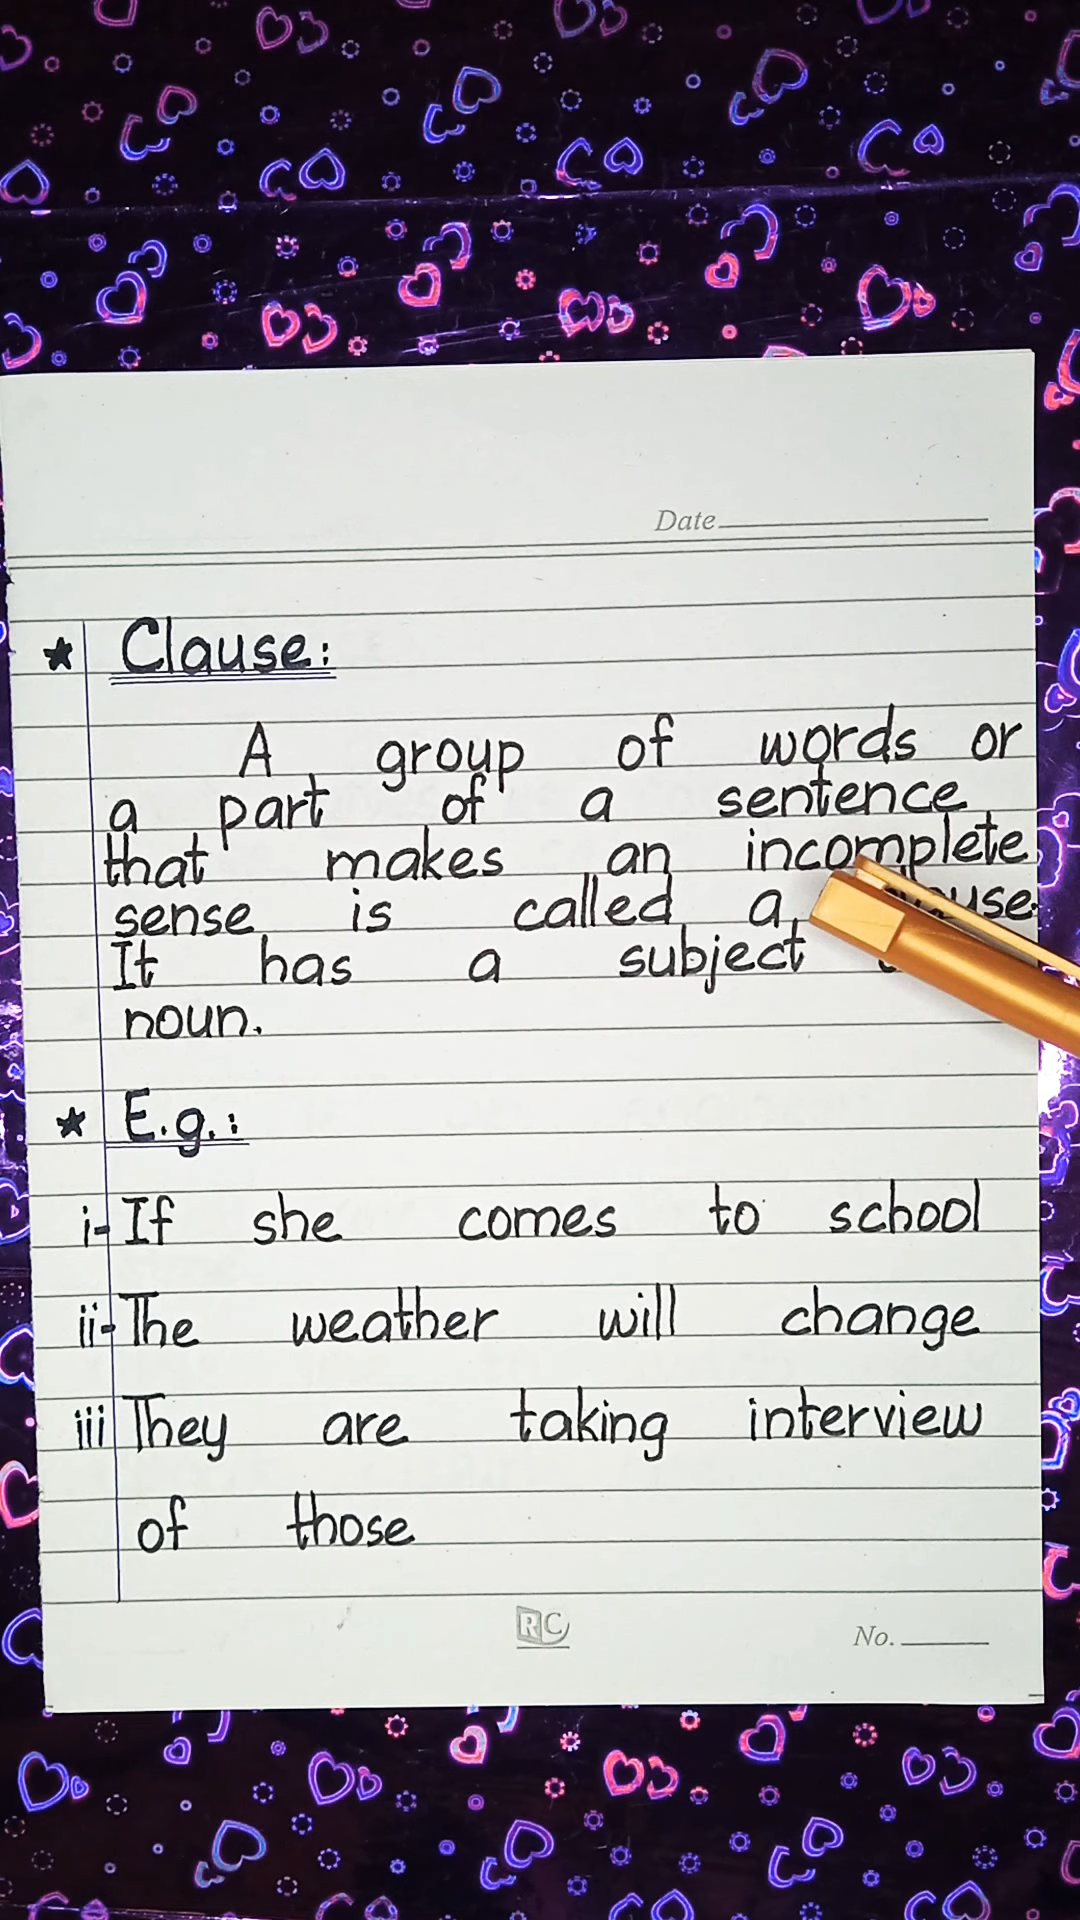 Date
Clause:
A group of words or
a part of a sentence
that makes an incomplete
sense is called a
It has a subject
noun.
E.g.:
i- If she comes to school
ii- The weather will change
iii They are taking interview
of those
RC
No.